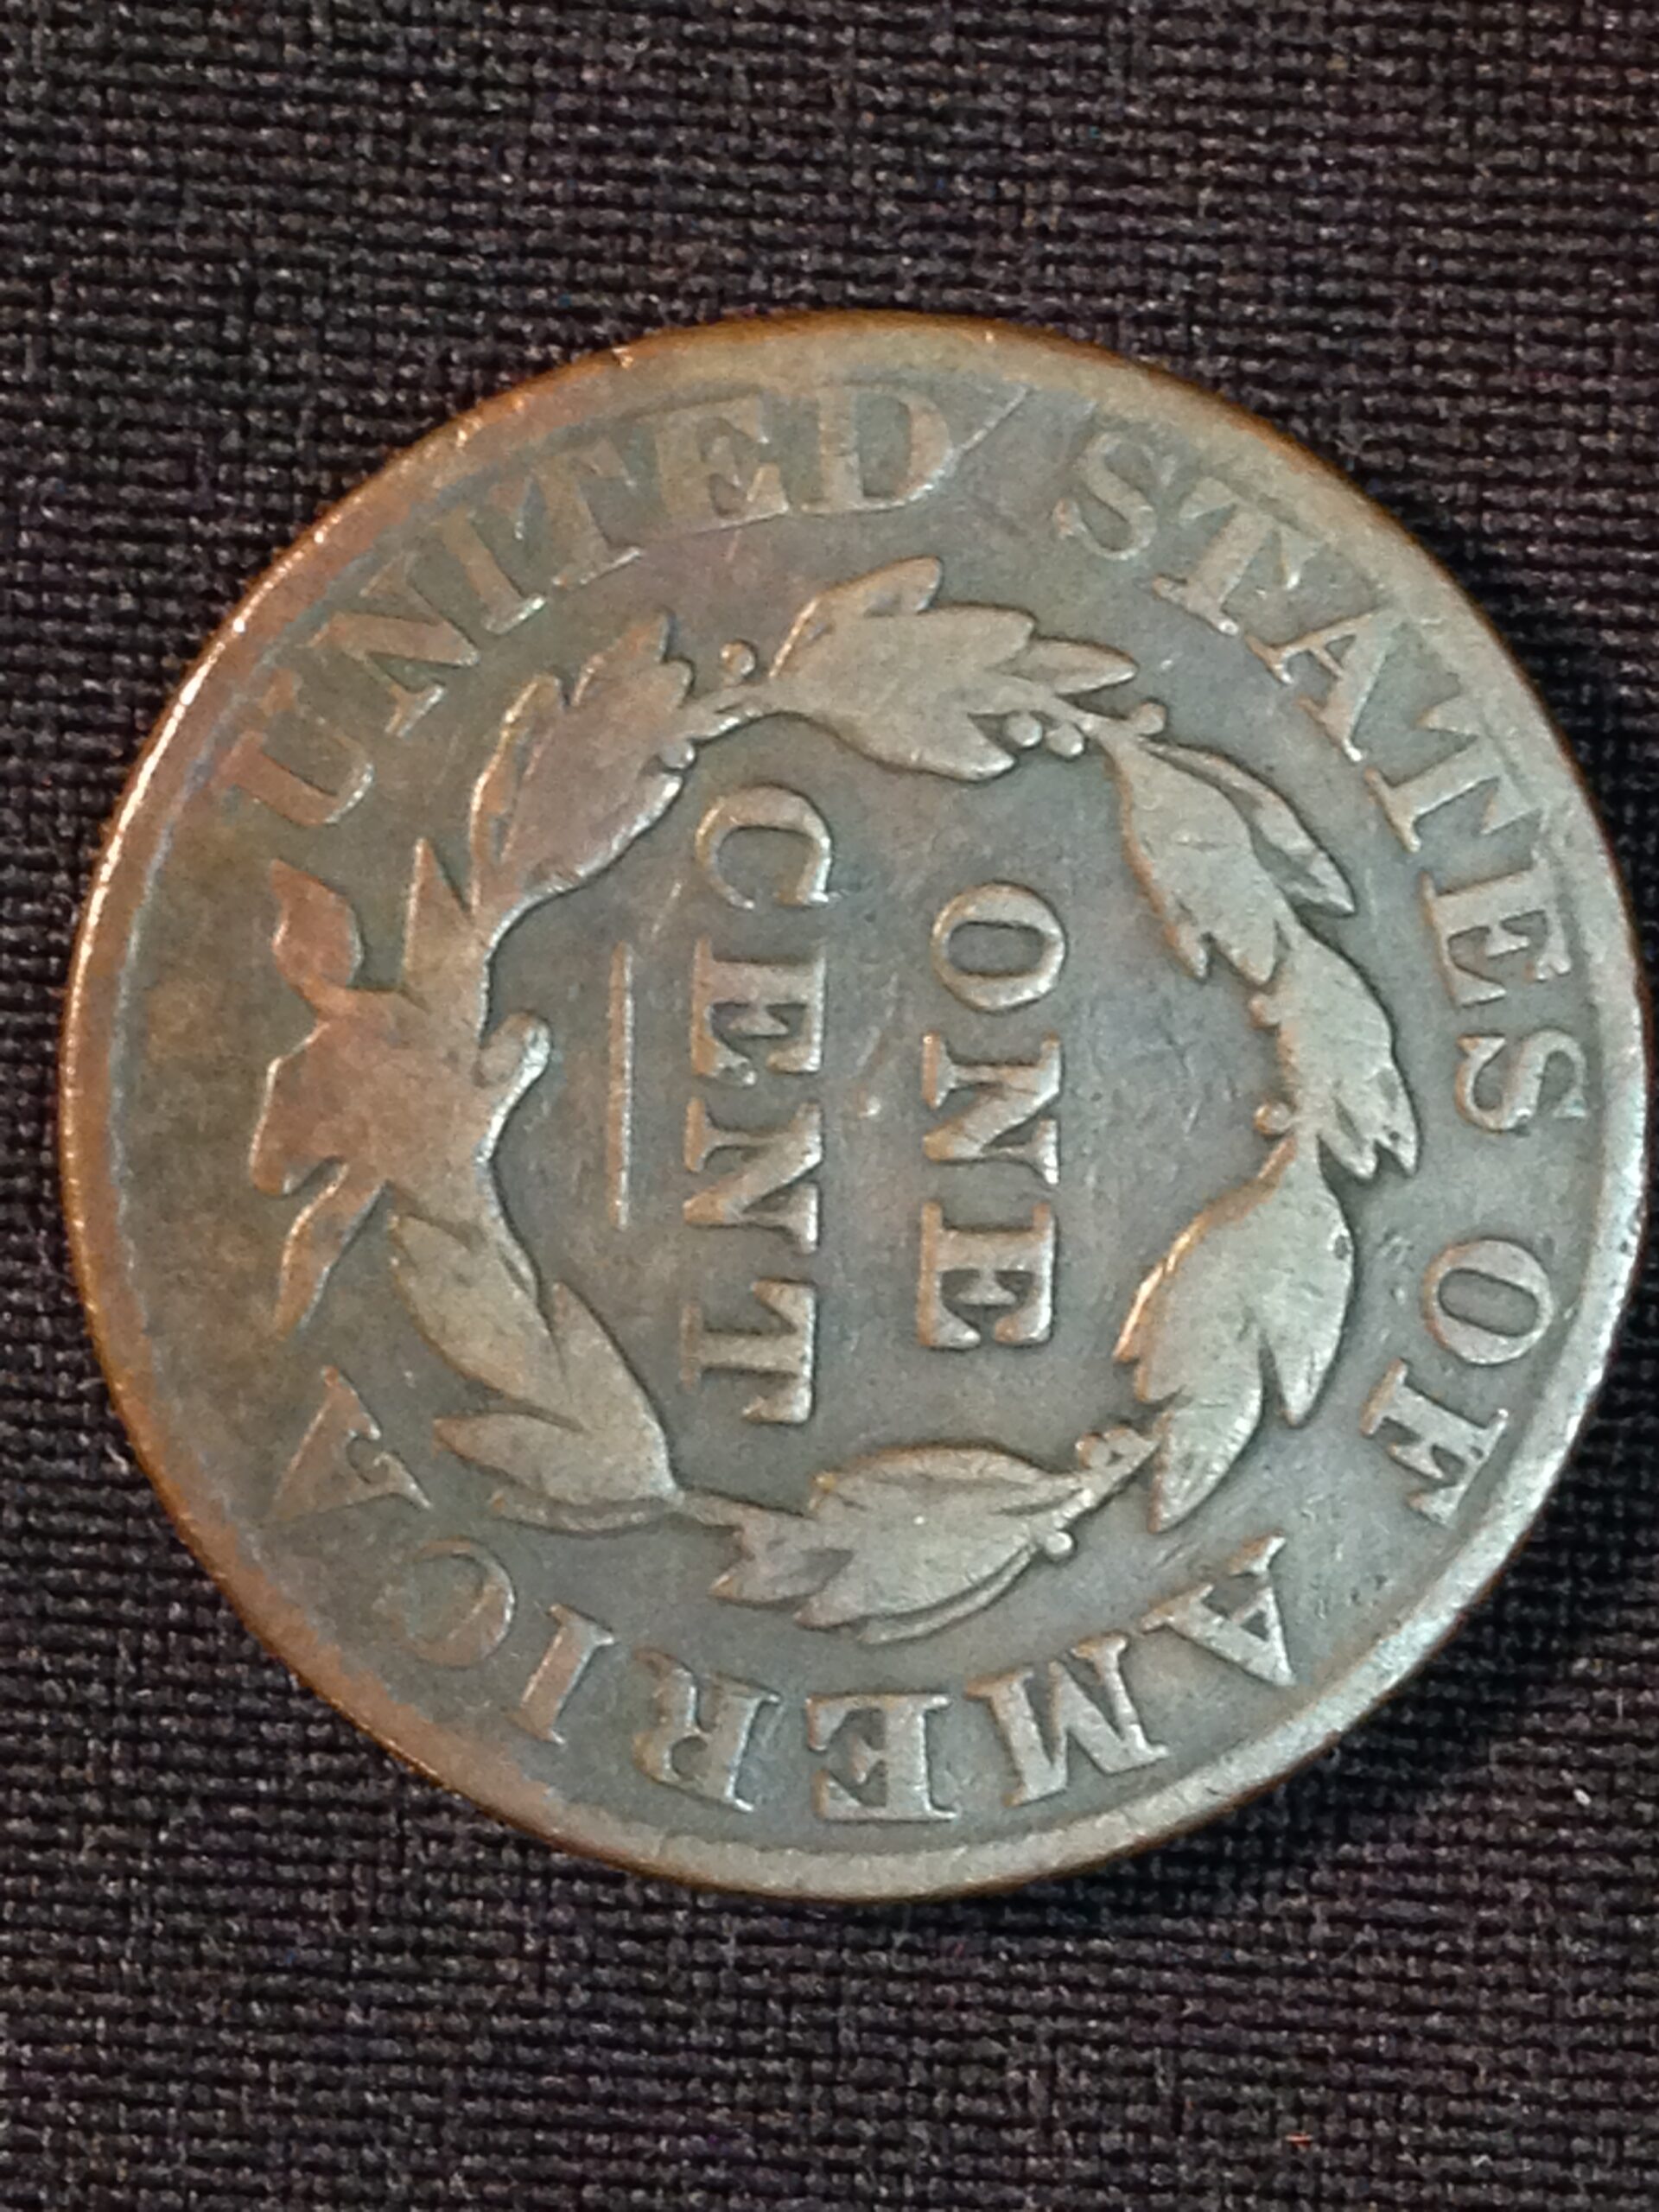 UNITED STATES OF AMERICA
ONE
CENT